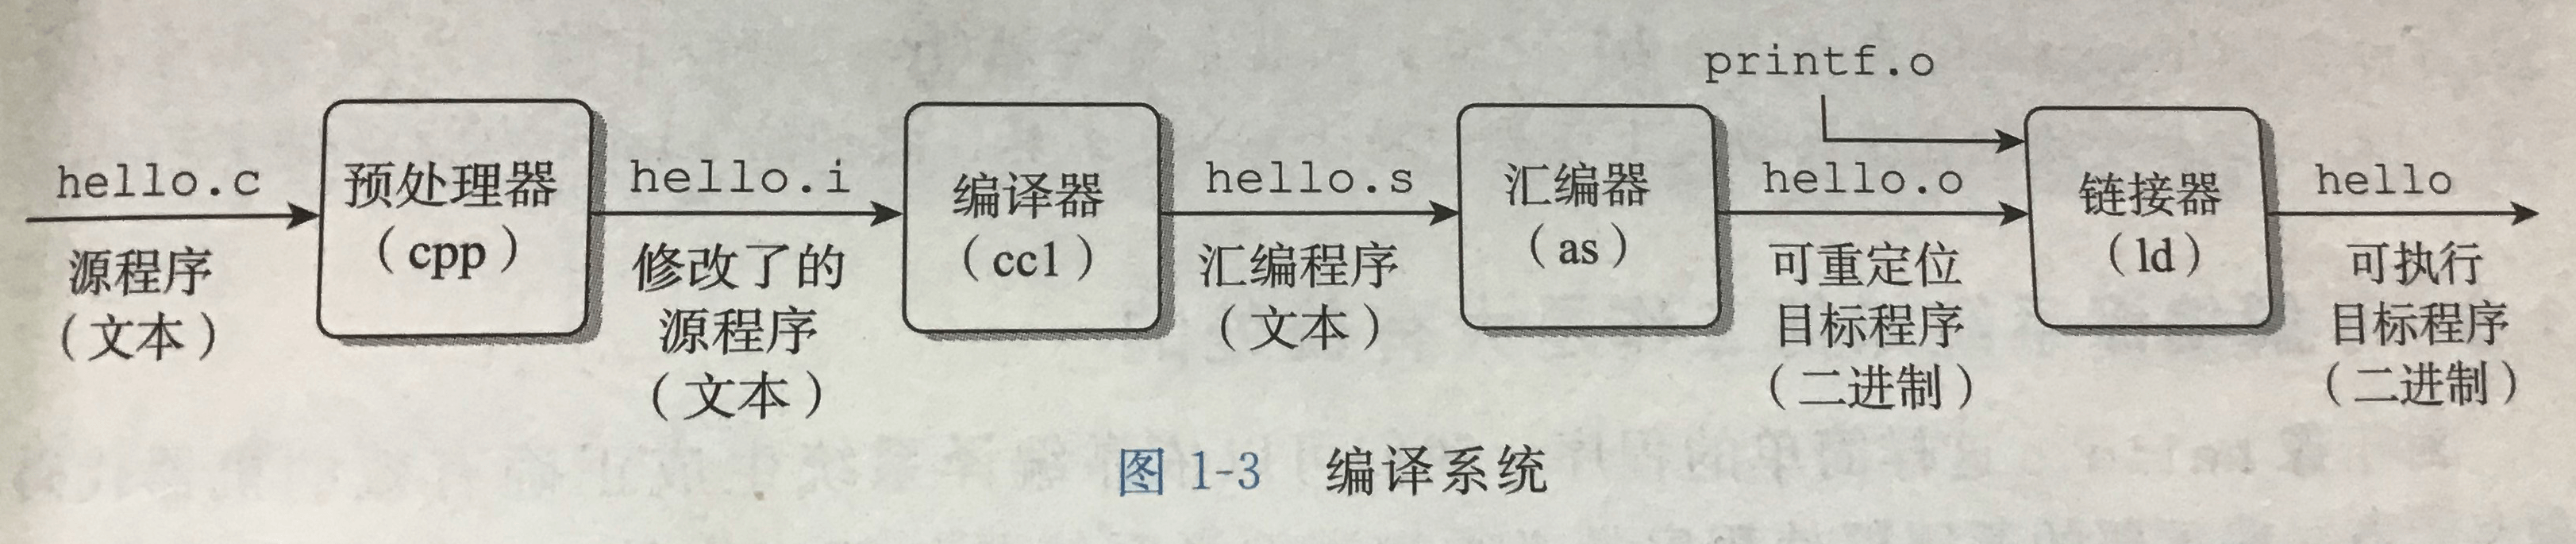 printf.o
hello.c
预处理器
(cpp)
hello.i
编译器
(cc1)
hello.s
汇编器
(as)
hello.o
链接器
(ld)
hello
源程序
(文本)
修改了的
源程序
(文本)
汇编程序
(文本)
可重定位
目标程序
(二进制)
可执行
目标程序
(二进制)
图 1-3 编译系统